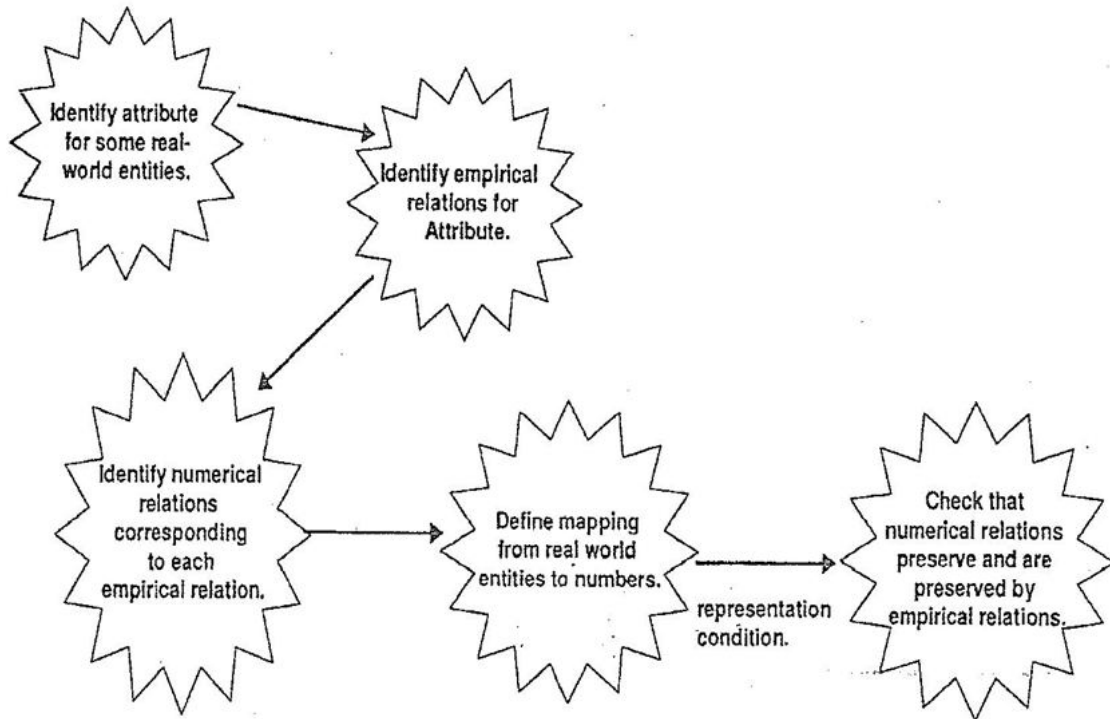 Identify attribute
for some real-
world entities.
Identify empirical
relations for
Attribute.
Identify numerical
relations
corresponding
to each
empirical relation.
Define mapping
from real world
entities to numbers.
representation
condition.
Check that
numerical relations
preserve and are
preserved by
empirical relations.